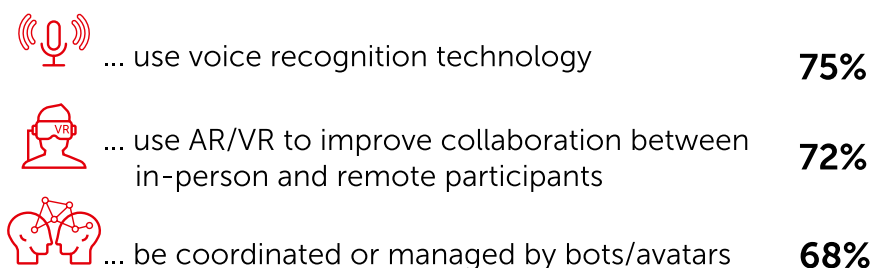 ... use voice recognition technology 75%
VR
... use AR/VR to improve collaboration between
in-person and remote participants 72%
... be coordinated or managed by bots/avatars 68%